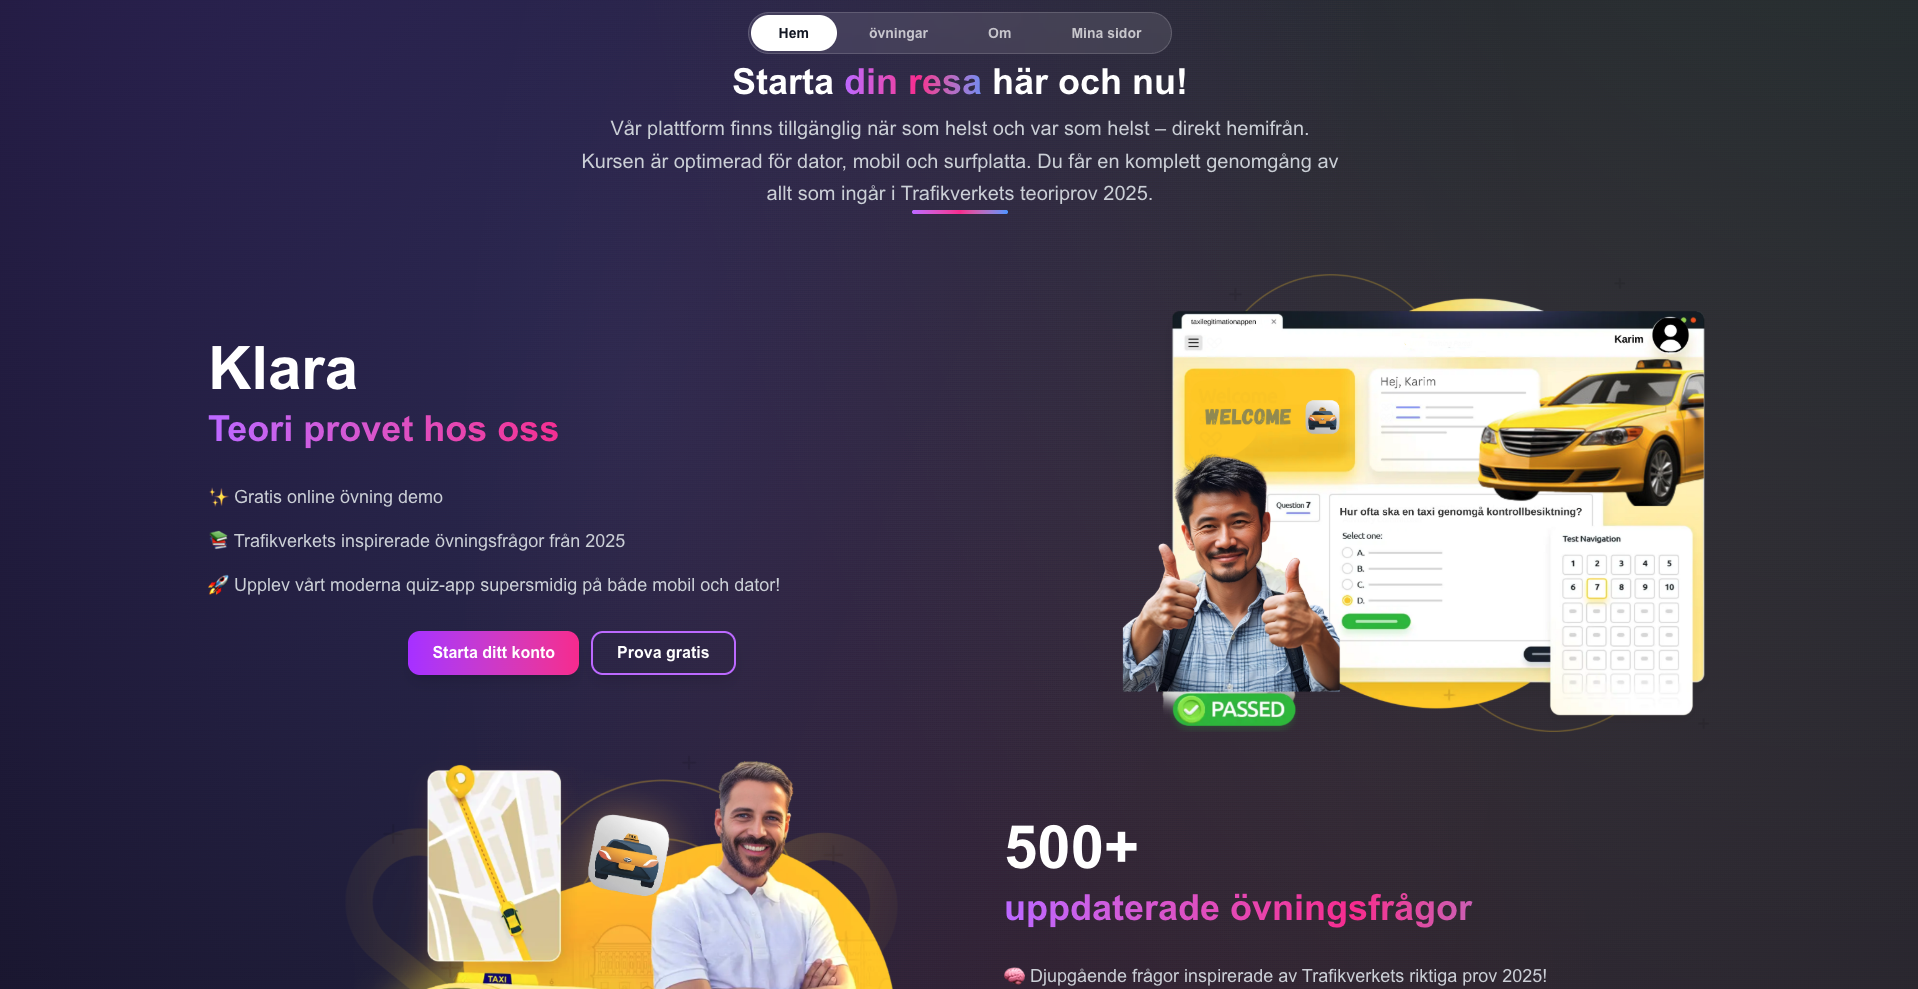 Hem
övningar
Om
Mina sidor
Starta din resa här och nu!
Vår plattform finns tillgänglig när som helst och var som helst – direkt hemifrån.
Kursen är optimerad för dator, mobil och surfplatta. Du får en komplett genomgång av
allt som ingår i Trafikverkets teoriprov 2025.
Klara
Teori provet hos oss
✨ Gratis online övning demo
📚 Trafikverkets inspirerade övningsfrågor från 2025
🚀 Upplev vårt moderna quiz-app supersmidig på både mobil och dator!
Starta ditt konto
Prova gratis
taxilegitimationappen
Karim
WELCOME
Hej, Karim
Question 7
Hur ofta ska en taxi genomgå kontrollbesiktning?
Select one:
A.
B.
C.
D.
Test Navigation
1 2 3 4 5
6 7 8 9 10
PASSED
TAXI
500+
uppdaterade övningsfrågor
🧠 Djupgående frågor inspirerade av Trafikverkets riktiga prov 2025!